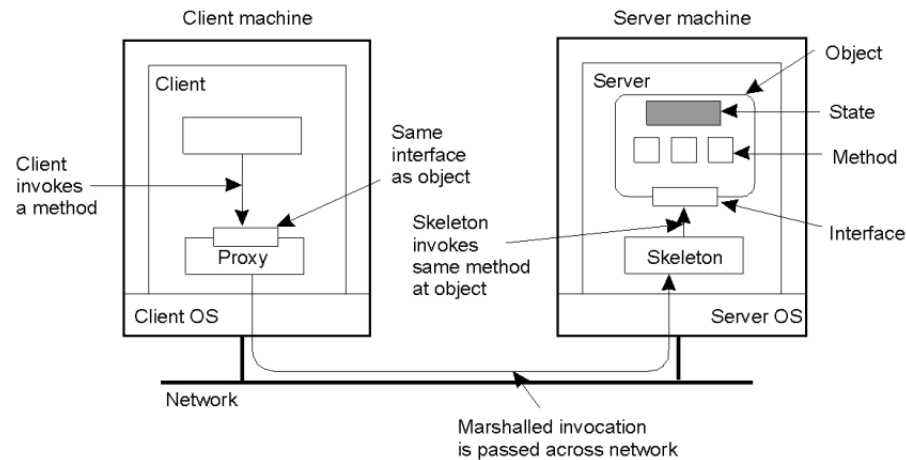 Client machine
Server machine
Object
Client
Server
State
Same
interface
as object
Client
invokes
a method
Method
Skeleton
invokes
same method
at object
Interface
Proxy
Skeleton
Client OS
Server OS
Network
Marshalled invocation
is passed across network